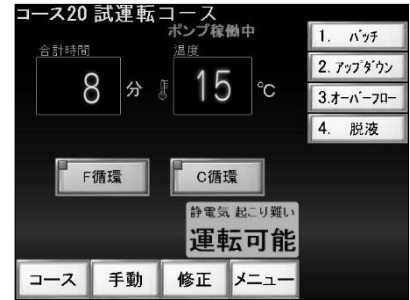 コース20 試運転コース
ポンプ稼働中
合計時間
温度
8 分
15 ℃
1. バッチ
2. アップダウン
3.オーバーフロー
4. 脱液
F循環
C循環
静電気 起こり難い
運転可能
コース
手動
修正
メニュー